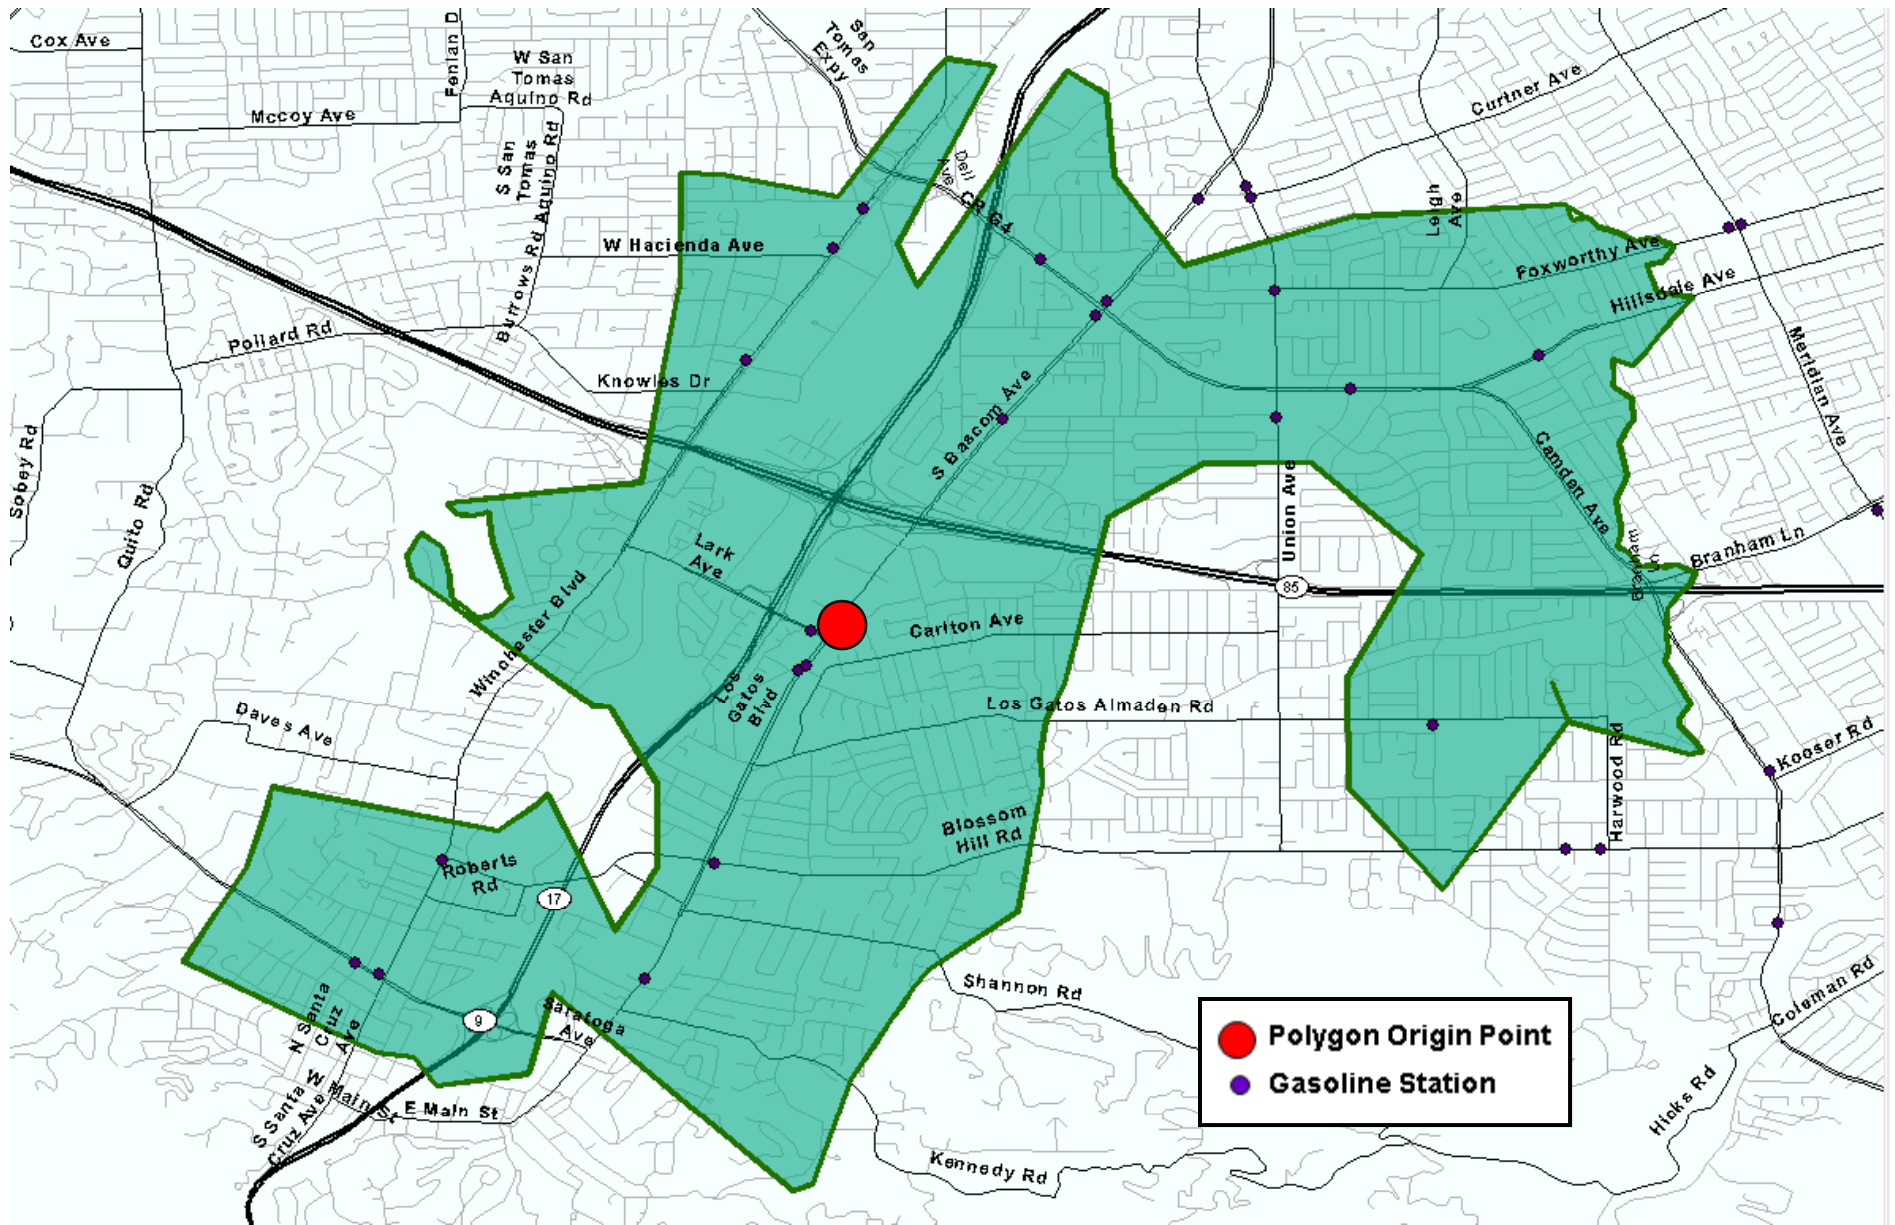 Cox Ave
Fenian D
W San
Tomas
Aquino Rd
San
Tomas
Expy
Mccoy Ave
Curtner Ave
S San
Tomas
Aquino Rd
Burrows Rd
Dell
Ave
CR G4
Leigh
Ave
W Hacienda Ave
Foxworthy Ave
Hillsdale Ave
Pollard Rd
Knowles Dr
Meridian Ave
S Bascom Ave
Sobey Rd
Quito Rd
Camden Ave
Union Ave
Lark
Ave
Branham
Ln
Branham Ln
85
Winchester Blvd
Carlton Ave
Los
Gatos
Blvd
Los Gatos Almaden Rd
Daves Ave
Kooser Rd
Harwood Rd
Blossom
Hill Rd
Roberts
Rd
17
Shannon Rd
Coleman Rd
N Santa
Cruz
Ave
9
Saratoga
Ave
W Main St
E Main St
S Santa
Cruz Ave
Kennedy Rd
Hicks Rd
Polygon Origin Point
Gasoline Station